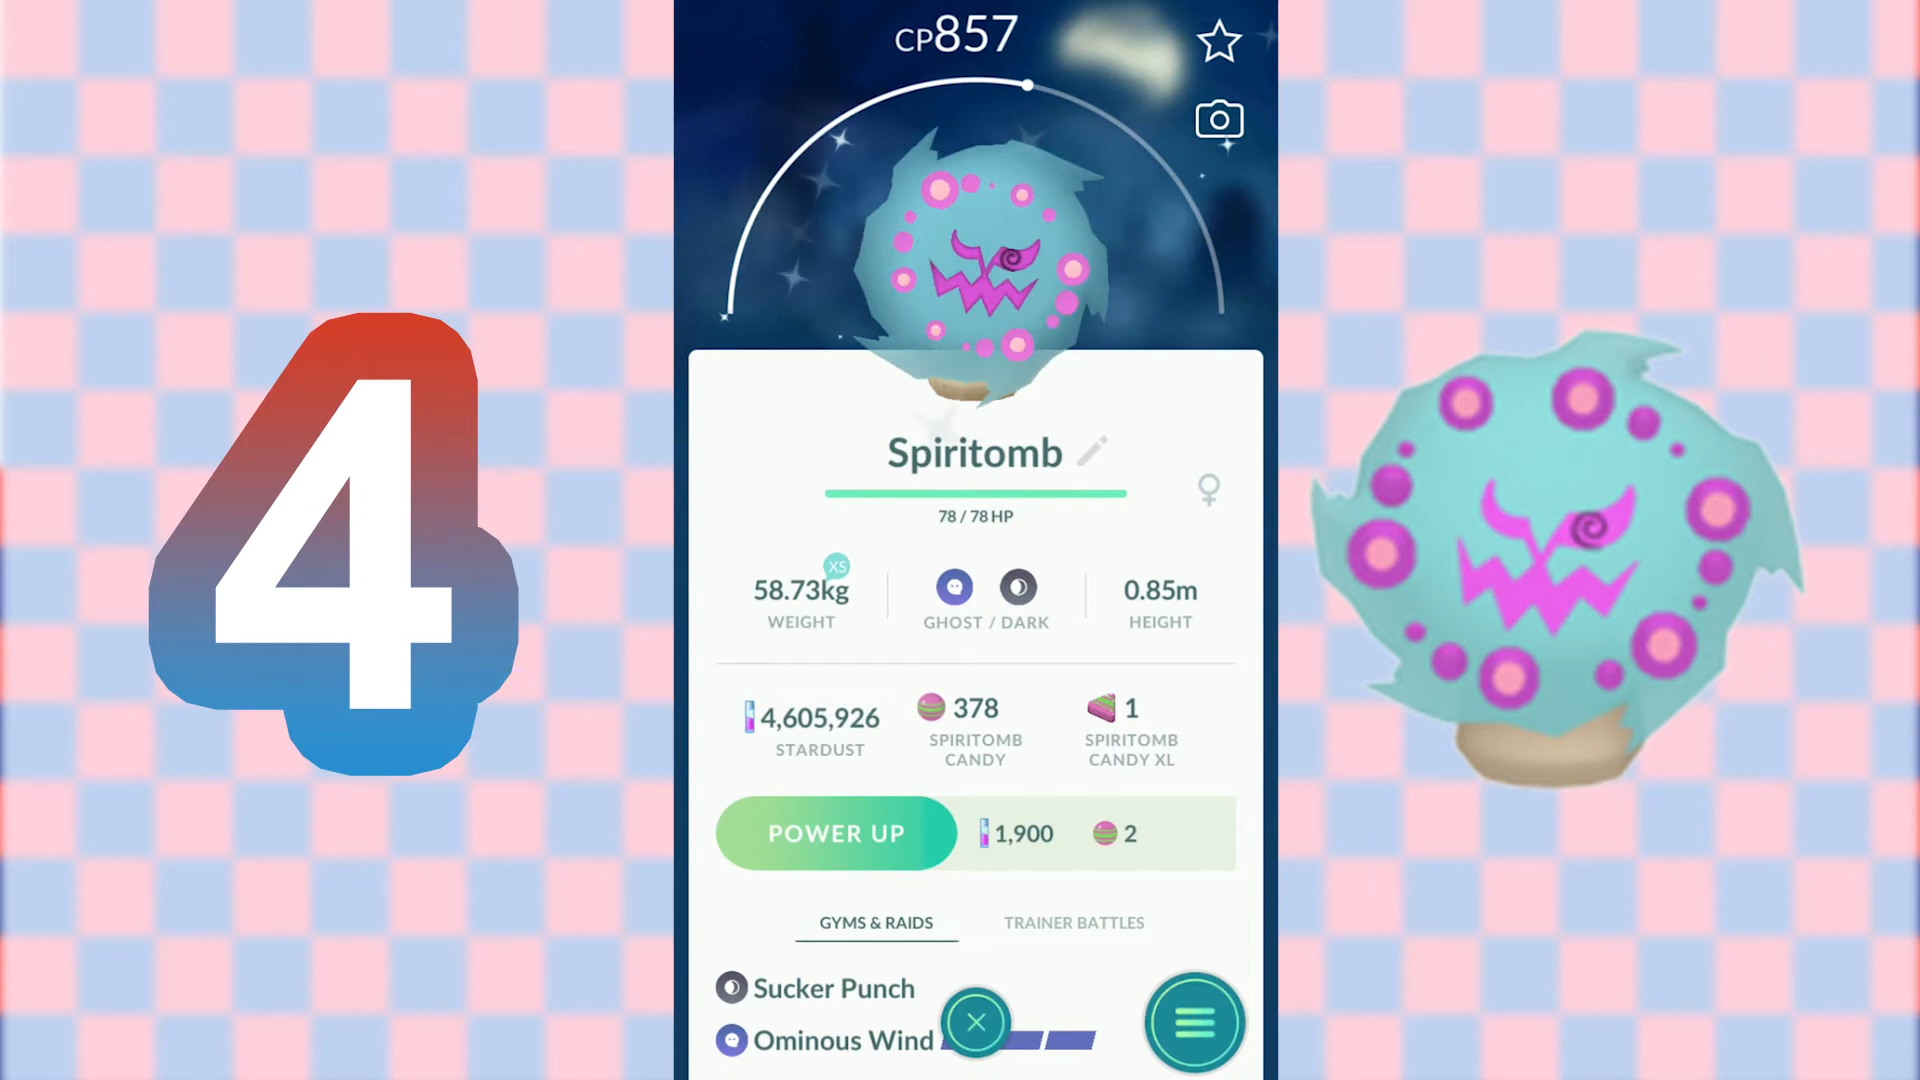 4
CP857
Spiritomb
78 / 78 HP
XS
58.73kg
WEIGHT
GHOST / DARK
0.85m
HEIGHT
4,605,926
STARDUST
378
SPIRITOMB
CANDY
1
SPIRITOMB
CANDY XL
POWER UP
1,900
2
GYMS & RAIDS
TRAINER BATTLES
Sucker Punch
Ominous Wind